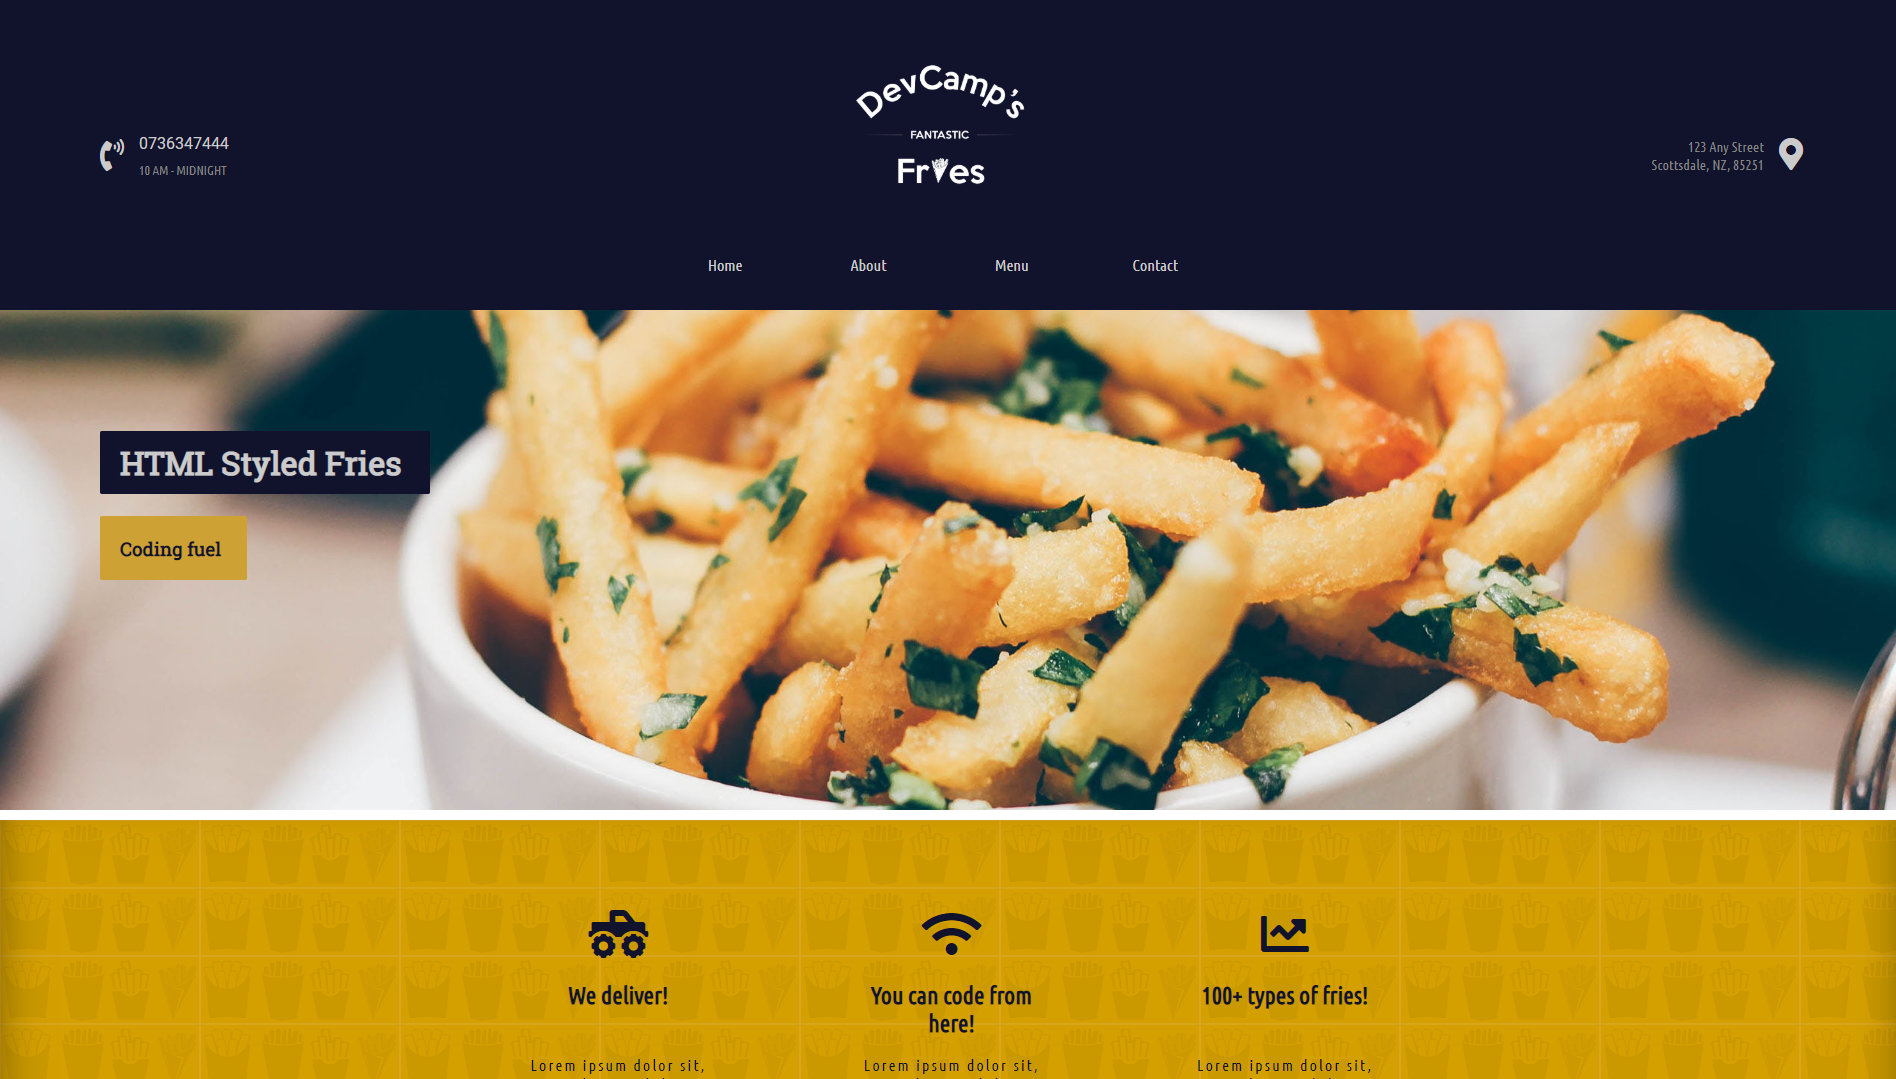 DevCamp's
FANTASTIC
Fries
0736347444
10 AM - MIDNIGHT
123 Any Street
Scottsdale, NZ, 85251
Home
About
Menu
Contact
HTML Styled Fries
Coding fuel
We deliver!
You can code from
here!
100+ types of fries!
Lorem ipsum dolor sit,
Lorem ipsum dolor sit,
Lorem ipsum dolor sit,